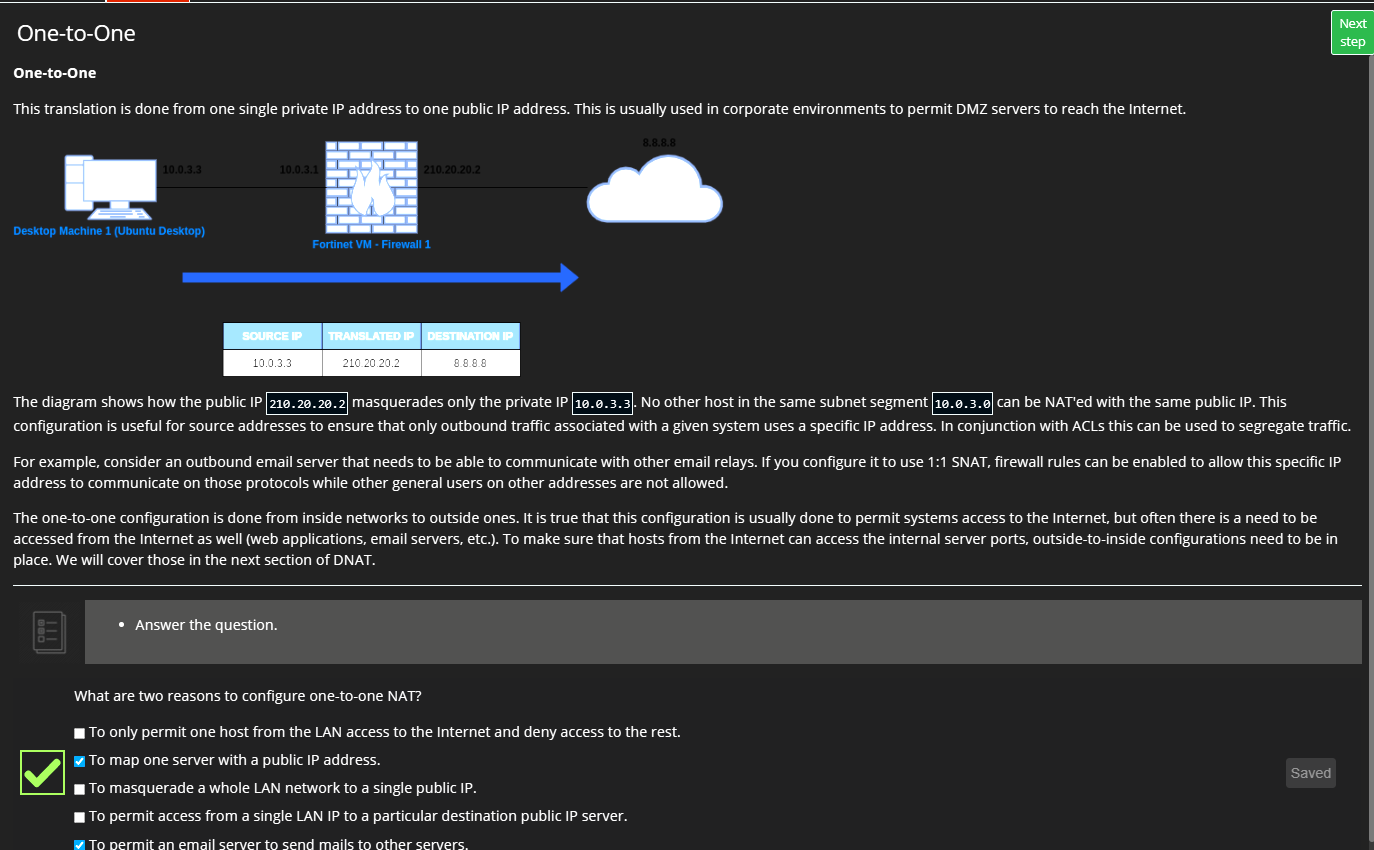 One-to-One
Next
step
One-to-One
This translation is done from one single private IP address to one public IP address. This is usually used in corporate environments to permit DMZ servers to reach the Internet.
8.8.8.8
10.0.3.3
10.0.3.1
210.20.20.2
Desktop Machine 1 (Ubuntu Desktop)
Fortinet VM - Firewall 1
SOURCE IP TRANSLATED IP DESTINATION IP
10.0.3.3 210.20.20.2 8.8.8.8
The diagram shows how the public IP 210.20.20.2 masquerades only the private IP 10.0.3.3. No other host in the same subnet segment 10.0.3.0 can be NAT'ed with the same public IP. This
configuration is useful for source addresses to ensure that only outbound traffic associated with a given system uses a specific IP address. In conjunction with ACLs this can be used to segregate traffic.
For example, consider an outbound email server that needs to be able to communicate with other email relays. If you configure it to use 1:1 SNAT, firewall rules can be enabled to allow this specific IP
address to communicate on those protocols while other general users on other addresses are not allowed.
The one-to-one configuration is done from inside networks to outside ones. It is true that this configuration is usually done to permit systems access to the Internet, but often there is a need to be
accessed from the Internet as well (web applications, email servers, etc.). To make sure that hosts from the Internet can access the internal server ports, outside-to-inside configurations need to be in
place. We will cover those in the next section of DNAT.
• Answer the question.
What are two reasons to configure one-to-one NAT?
To only permit one host from the LAN access to the Internet and deny access to the rest.
To map one server with a public IP address.
Saved
To masquerade a whole LAN network to a single public IP.
To permit access from a single LAN IP to a particular destination public IP server.
To permit an email server to send mails to other servers.